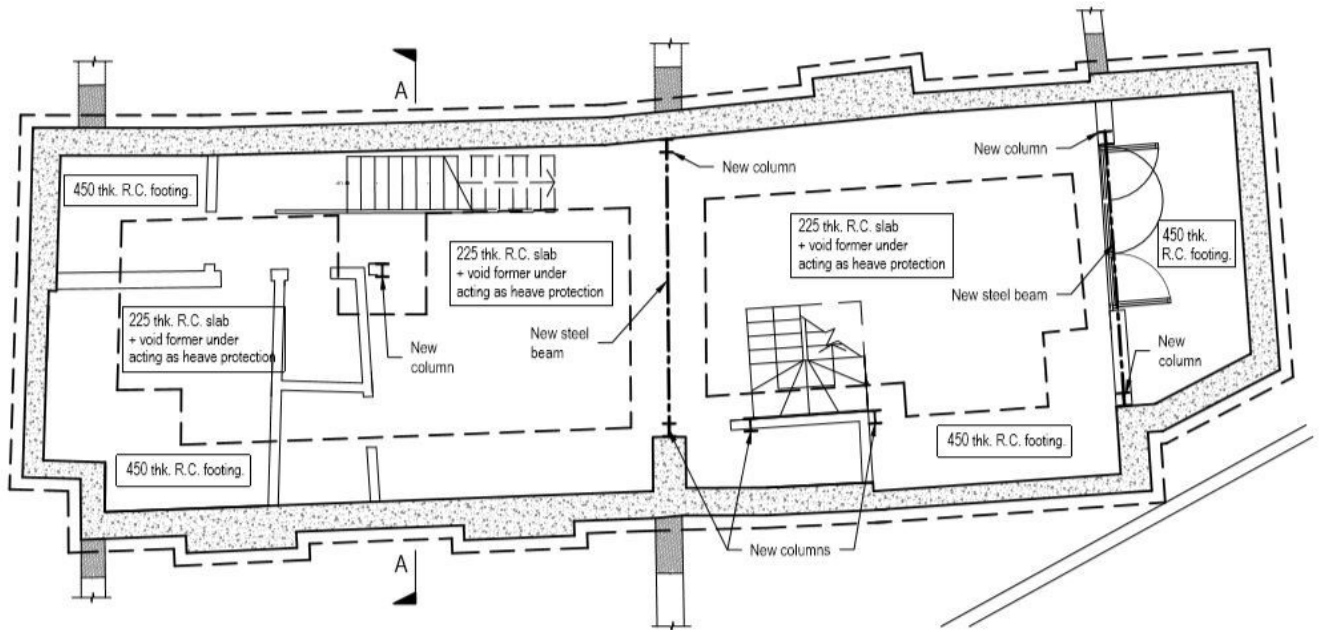 A
New column
New column
450 thk. R.C. footing.
225 thk. R.C. slab
+ void former under
acting as heave protection
225 thk. R.C. slab
+ void former under
acting as heave protection
450 thk.
R.C. footing.
New steel beam
225 thk. R.C. slab
+ void former under
acting as heave protection
New steel
beam
New
column
New
column
450 thk. R.C. footing.
450 thk. R.C. footing.
New columns
A